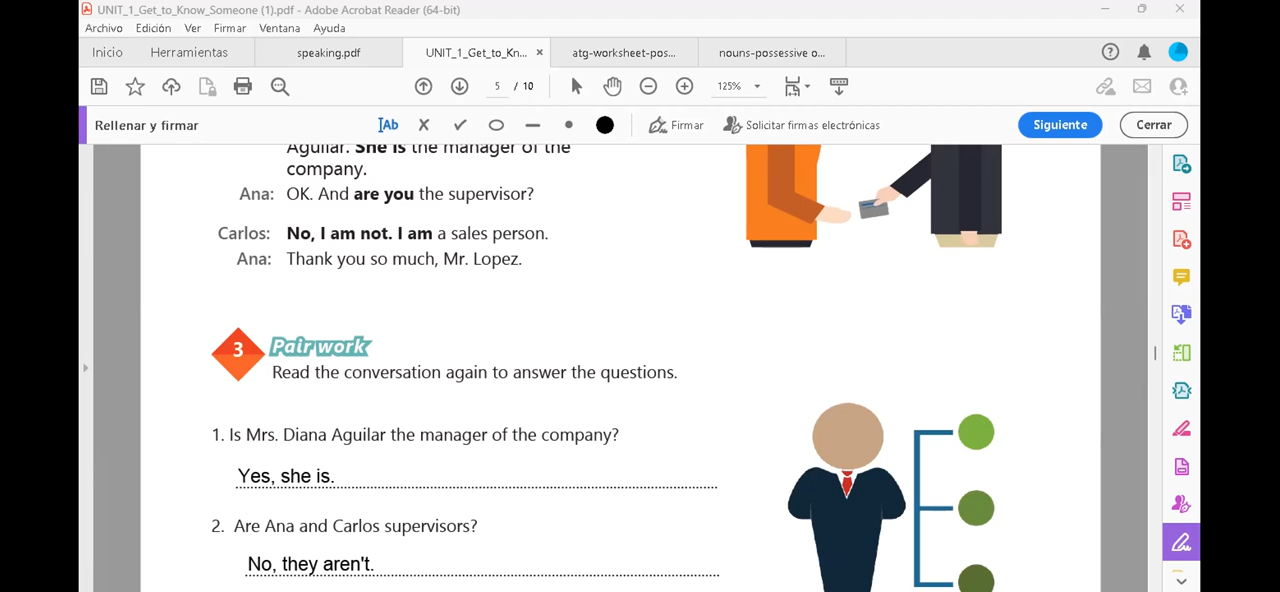 UNIT_1_Get_to_Know_Someone (1).pdf - Adobe Acrobat Reader (64-bit)
Archivo Edición Ver Firmar Ventana Ayuda
Inicio Herramientas speaking.pdf UNIT_1_Get_to_Kn... × atg-worksheet-pos... nouns-possessive o...
5 / 10 125%
Rellenar y firmar Ab Firmar Solicitar firmas electrónicas Siguiente Cerrar
Aguilar. She is the manager of the
company.
Ana: OK. And are you the supervisor?
Carlos: No, I am not. I am a sales person.
Ana: Thank you so much, Mr. Lopez.
3 Pair work
Read the conversation again to answer the questions.
1. Is Mrs. Diana Aguilar the manager of the company?
Yes, she is.
2. Are Ana and Carlos supervisors?
No, they aren't.